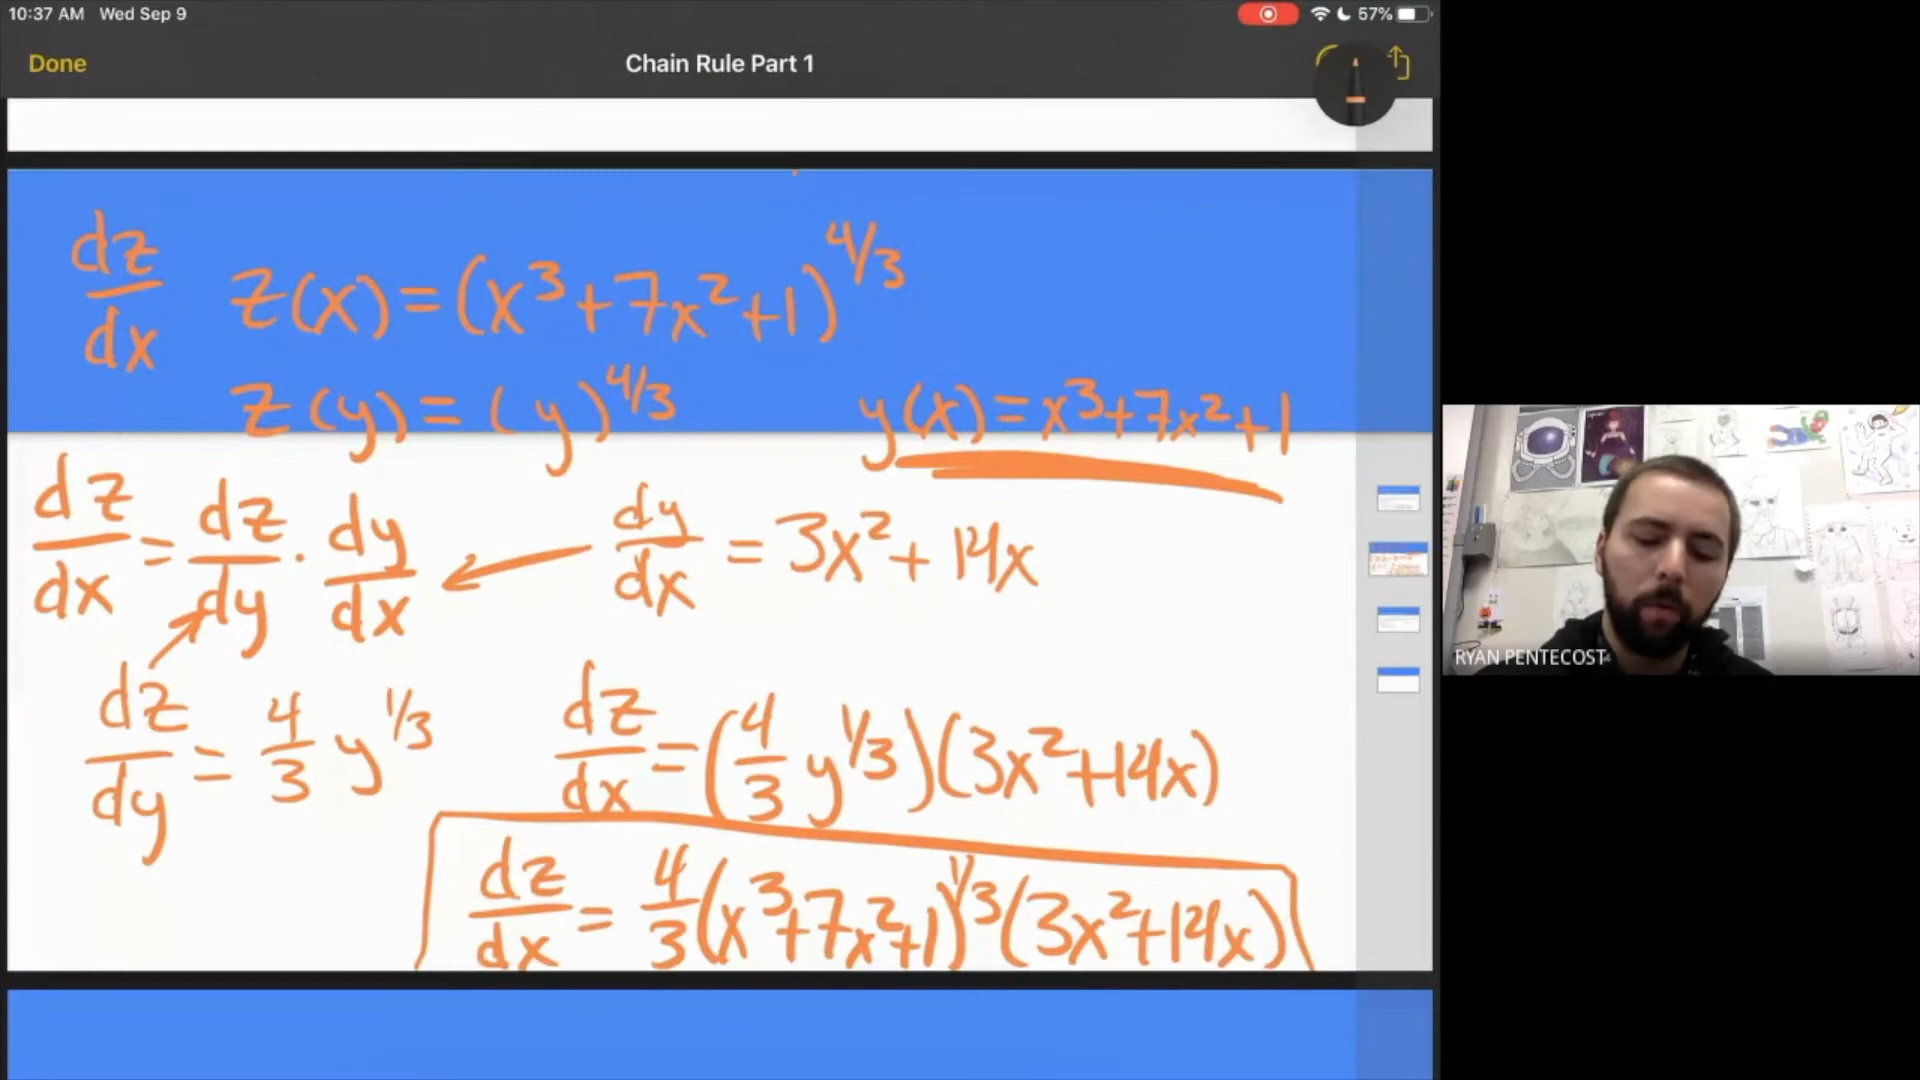 10:37 AM Wed Sep 9 57%
Done Chain Rule Part 1
dz/dx z(x) = (x³+7x²+1)^4/3
z(y) = (y)^4/3 y(x) = x³+7x²+1
dz/dx = dz/dy · dy/dx dy/dx = 3x²+14x
dz/dy = 4/3 y^1/3 dz/dx = (4/3 y^1/3)(3x²+14x)
dz/dx = 4/3(x³+7x²+1)^1/3(3x²+14x)
RYAN PENTECOST